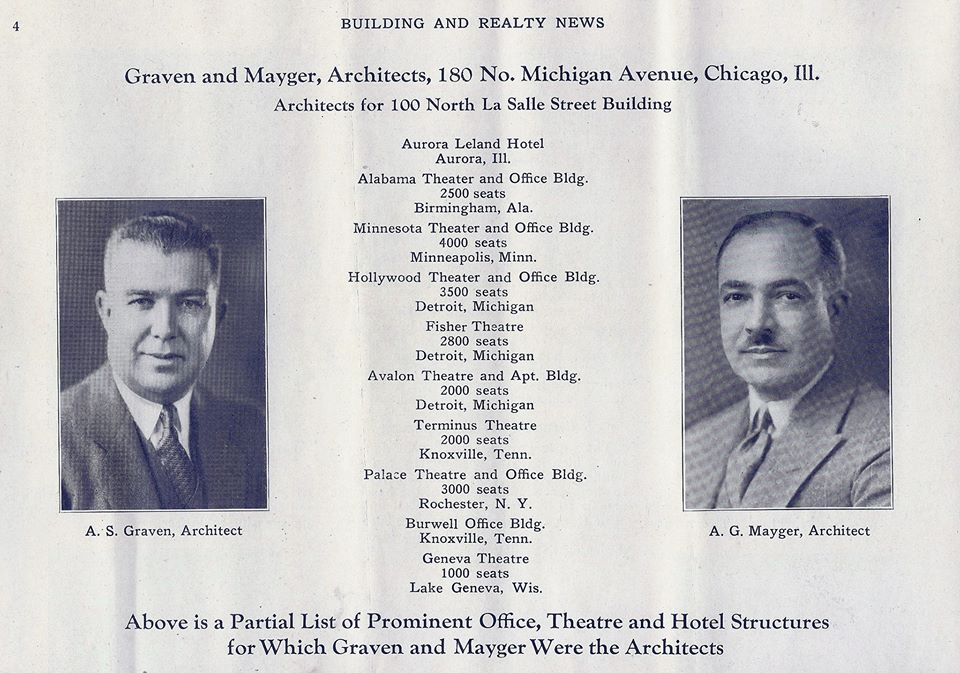 4
BUILDING AND REALTY NEWS
Graven and Mayger, Architects, 180 No. Michigan Avenue, Chicago, Ill.
Architects for 100 North La Salle Street Building
Aurora Leland Hotel
Aurora, Ill.
Alabama Theater and Office Bldg.
2500 seats
Birmingham, Ala.
Minnesota Theater and Office Bldg.
4000 seats
Minneapolis, Minn.
Hollywood Theater and Office Bldg.
3500 seats
Detroit, Michigan
Fisher Theatre
2800 seats
Detroit, Michigan
Avalon Theatre and Apt. Bldg.
2000 seats
Detroit, Michigan
Terminus Theatre
2000 seats
Knoxville, Tenn.
Palace Theatre and Office Bldg.
3000 seats
Rochester, N. Y.
Burwell Office Bldg.
Knoxville, Tenn.
Geneva Theatre
1000 seats
Lake Geneva, Wis.
A. S. Graven, Architect
A. G. Mayger, Architect
Above is a Partial List of Prominent Office, Theatre and Hotel Structures
for Which Graven and Mayger Were the Architects